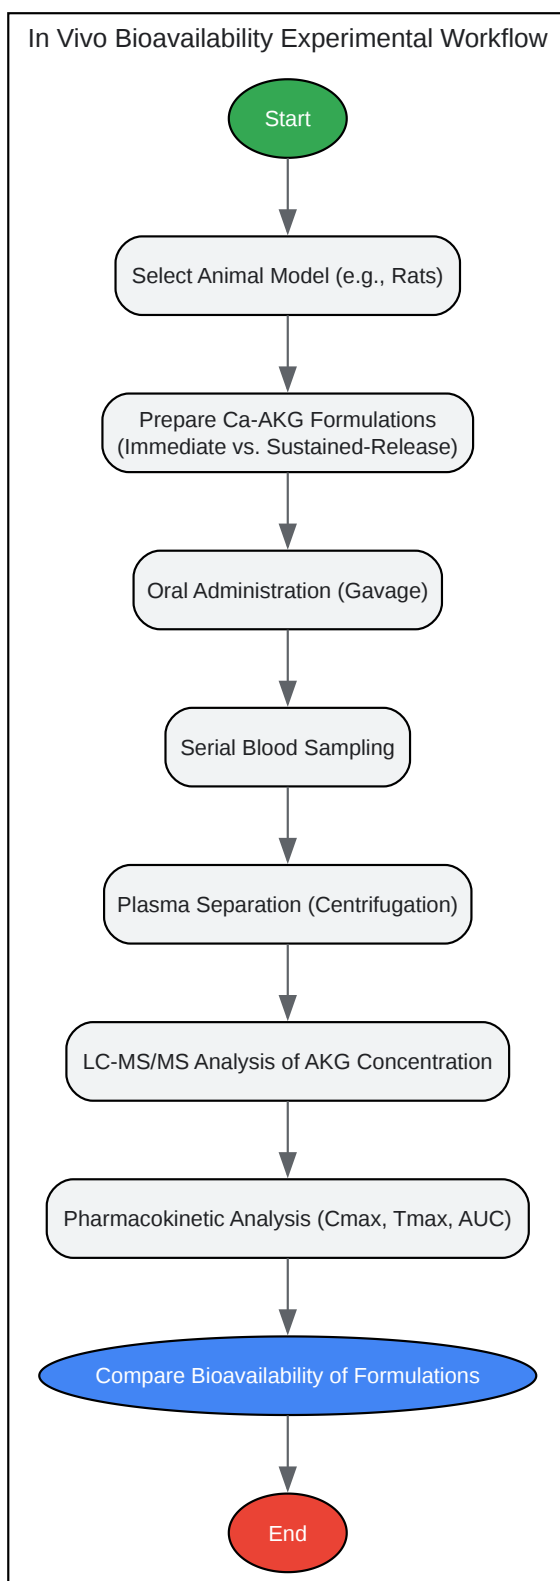 In Vivo Bioavailability Experimental Workflow
Start
Select Animal Model (e.g., Rats)
Prepare Ca-AKG Formulations
(Immediate vs. Sustained-Release)
Oral Administration (Gavage)
Serial Blood Sampling
Plasma Separation (Centrifugation)
LC-MS/MS Analysis of AKG Concentration
Pharmacokinetic Analysis (Cmax, Tmax, AUC)
Compare Bioavailability of Formulations
End